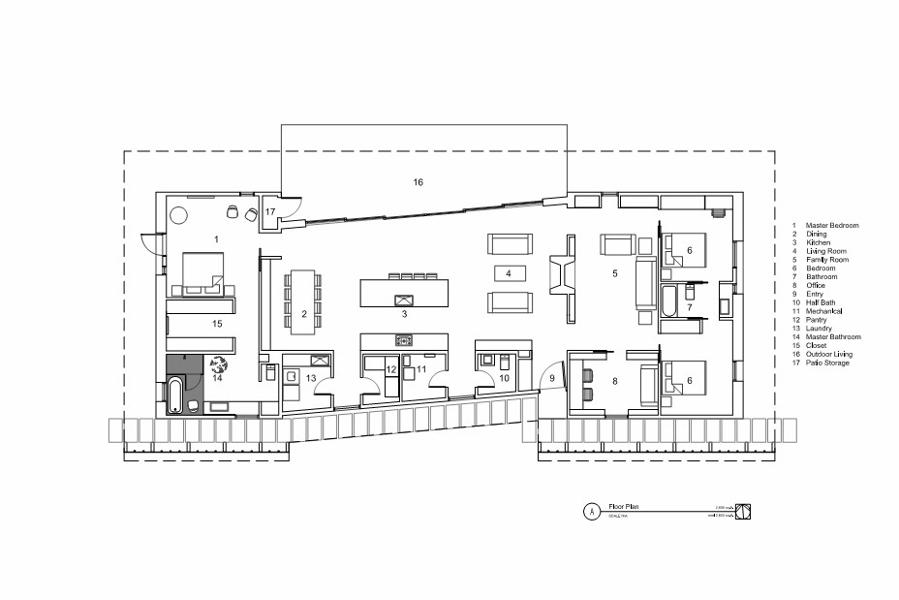 16
17
1
6
4
5
15
2
3
7
14
13
12
11
10
9
8
6
1 Master Bedroom
2 Dining
3 Kitchen
4 Living Room
5 Family Room
6 Bedroom
7 Bathroom
8 Office
9 Entry
10 Half Bath
11 Mechanical
12 Pantry
13 Laundry
14 Master Bathroom
15 Closet
16 Outdoor Living
17 Patio Storage
A
Floor Plan